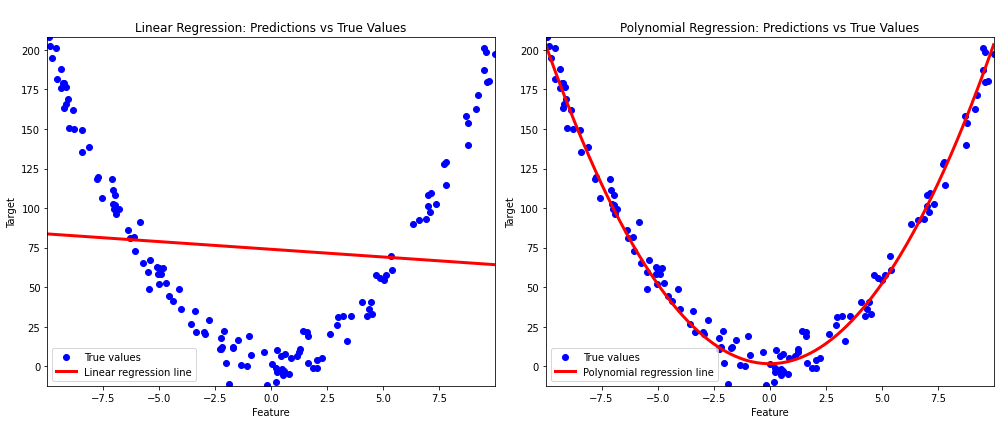 Linear Regression: Predictions vs True Values
200
175
150
125
100
75
50
25
0
Target
−7.5 −5.0 −2.5 0.0 2.5 5.0 7.5
Feature
True values
Linear regression line
Polynomial Regression: Predictions vs True Values
200
175
150
125
100
75
50
25
0
Target
−7.5 −5.0 −2.5 0.0 2.5 5.0 7.5
Feature
True values
Polynomial regression line